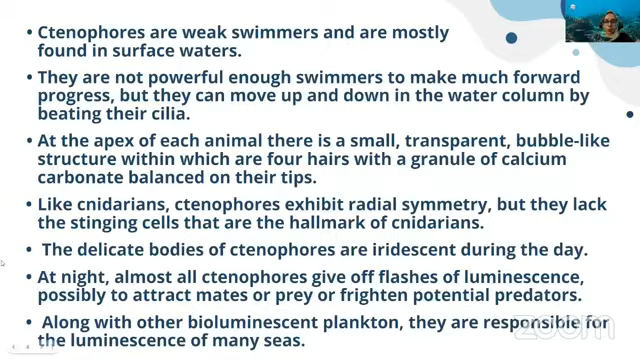 • Ctenophores are weak swimmers and are mostly
found in surface waters.
• They are not powerful enough swimmers to make much forward
progress, but they can move up and down in the water column by
beating their cilia.
• At the apex of each animal there is a small, transparent, bubble-like
structure within which are four hairs with a granule of calcium
carbonate balanced on their tips.
• Like cnidarians, ctenophores exhibit radial symmetry, but they lack
the stinging cells that are the hallmark of cnidarians.
• The delicate bodies of ctenophores are iridescent during the day.
• At night, almost all ctenophores give off flashes of luminescence,
possibly to attract mates or prey or frighten potential predators.
• Along with other bioluminescent plankton, they are responsible for
the luminescence of many seas.
zoom